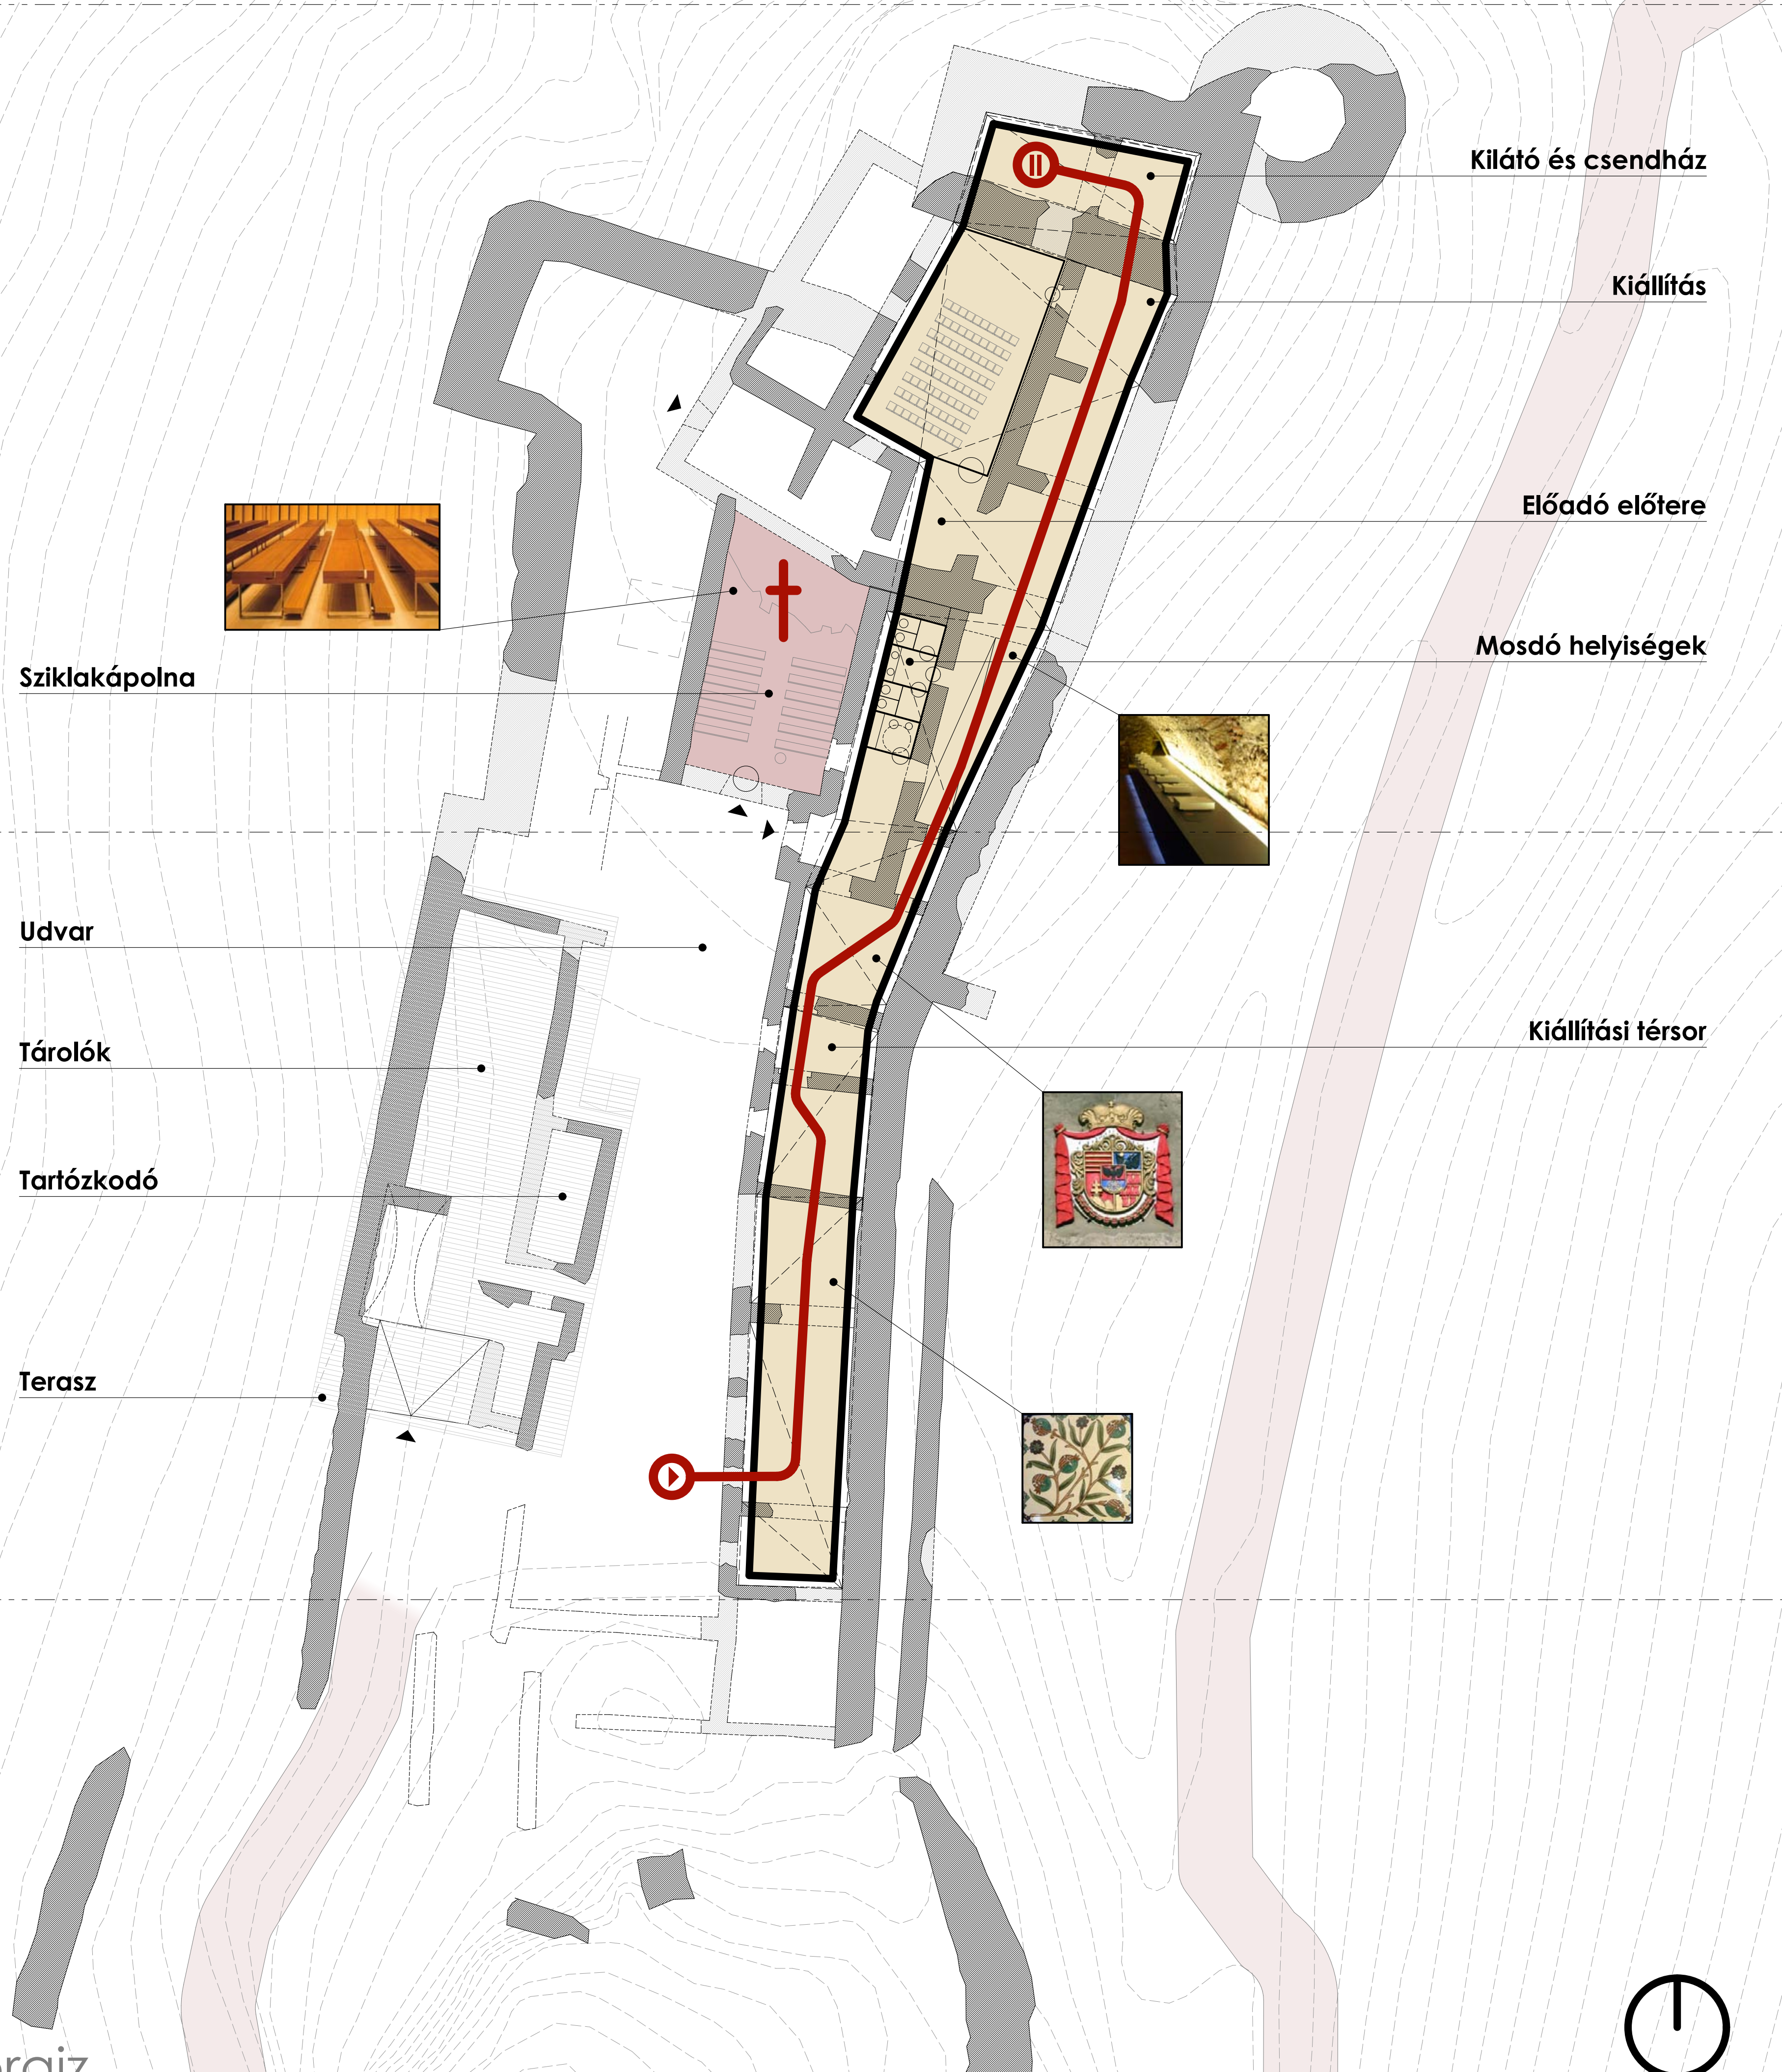 Kilátó és csendház
Kiállítás
Előadó előtere
Mosdó helyiségek
Sziklakápolna
Udvar
Kiállítási térsor
Tárolók
Tartózkodó
Terasz